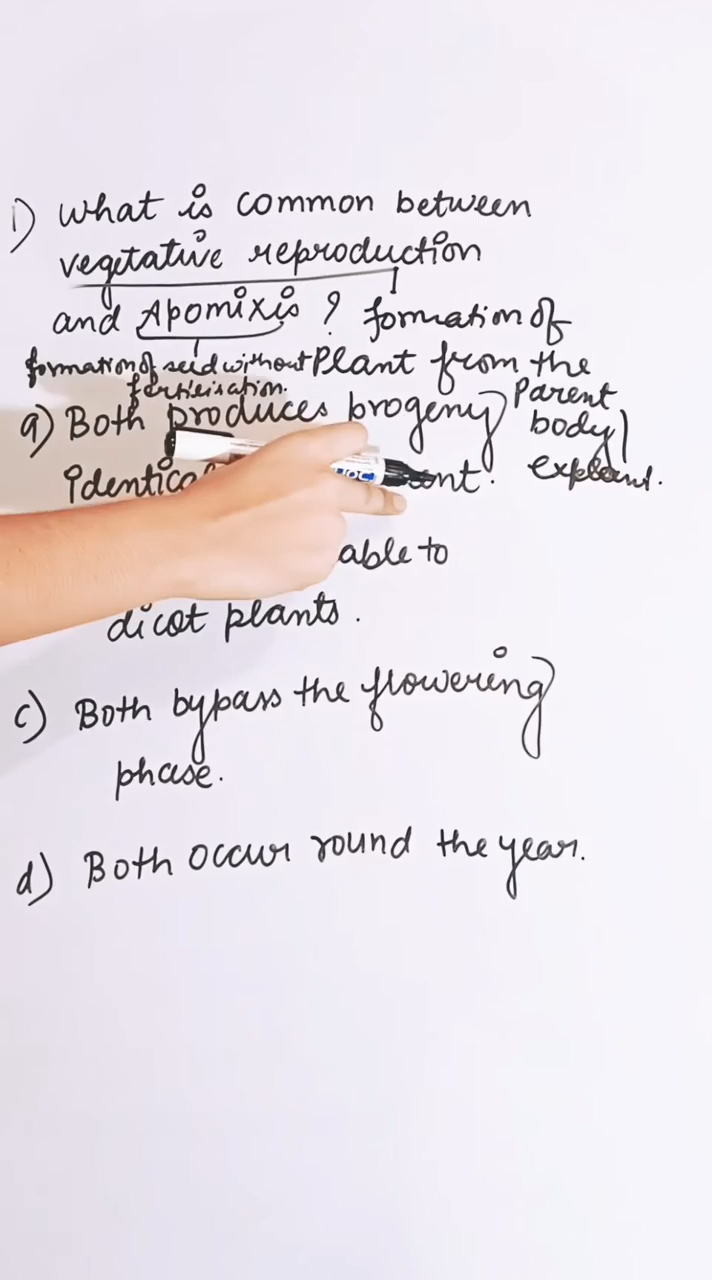 1) What is common between
vegetative reproduction
and Apomixis ? formation of
formation of seed without Plant from the
fertilisation. Parent
a) Both produces progeny body/
identical explant.
able to
dicot plants.
c) Both bypass the flowering
phase.
d) Both occur round the year.